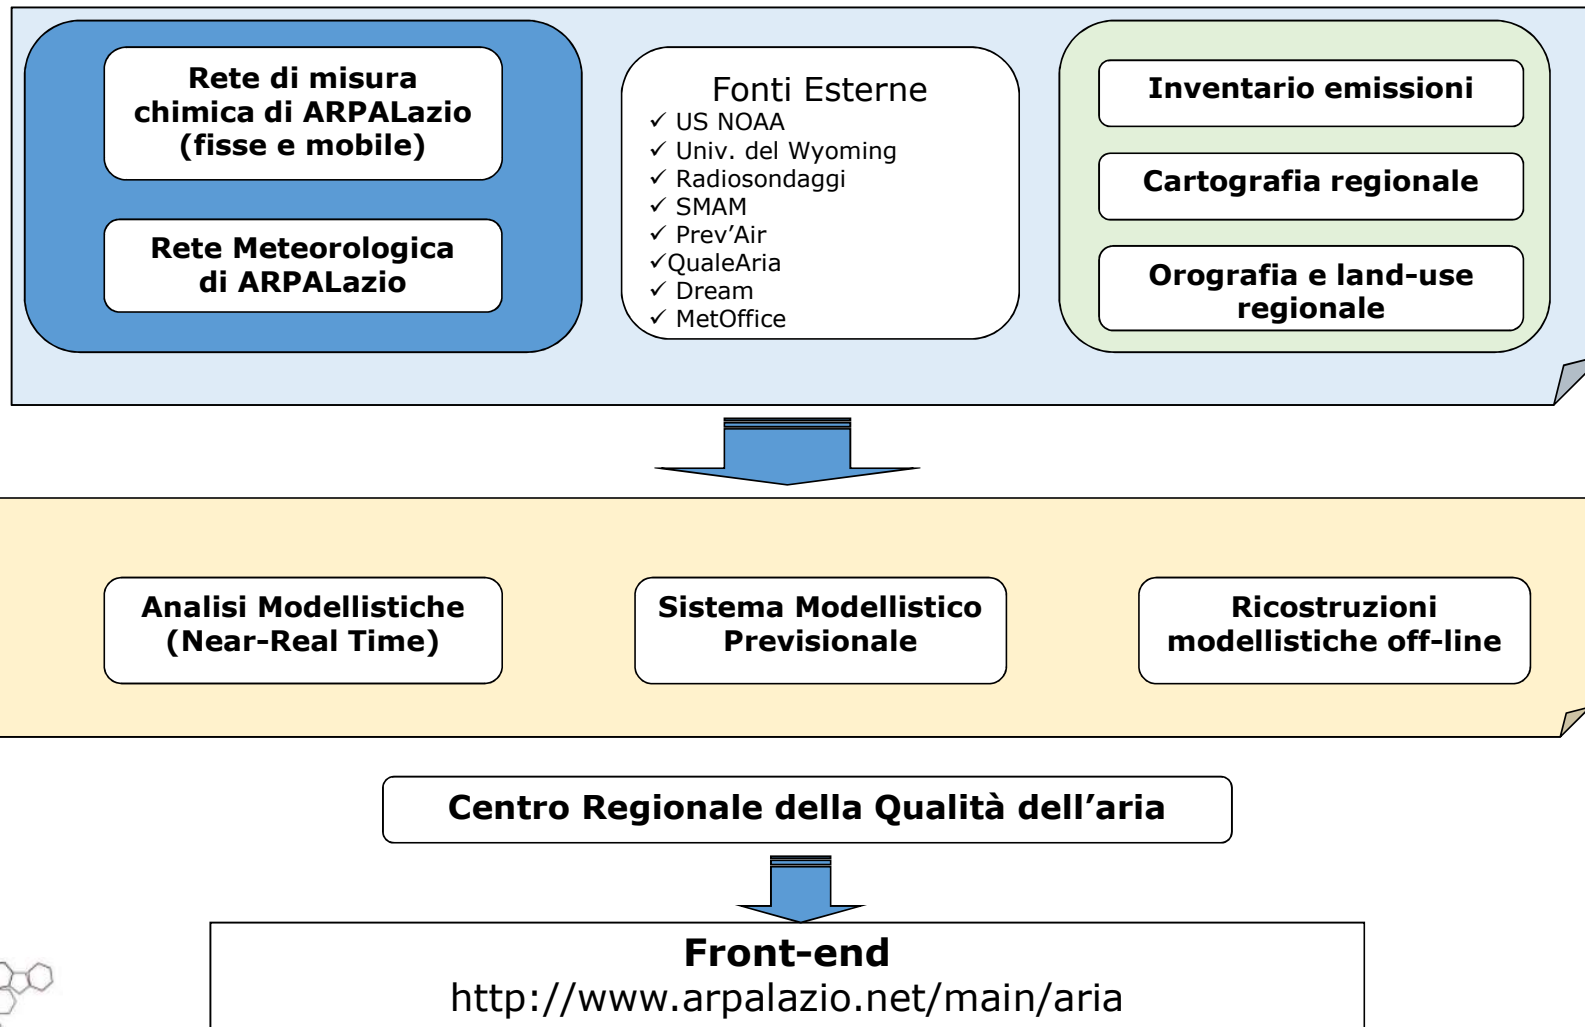 Rete di misura
chimica di ARPALazio
(fisse e mobile)
Rete Meteorologica
di ARPALazio
Fonti Esterne
✓ US NOAA
✓ Univ. del Wyoming
✓ Radiosondaggi
✓ SMAM
✓ Prev’Air
✓QualeAria
✓ Dream
✓ MetOffice
Inventario emissioni
Cartografia regionale
Orografia e land-use
regionale
Analisi Modellistiche
(Near-Real Time)
Sistema Modellistico
Previsionale
Ricostruzioni
modellistiche off-line
Centro Regionale della Qualità dell’aria
Front-end
http://www.arpalazio.net/main/aria